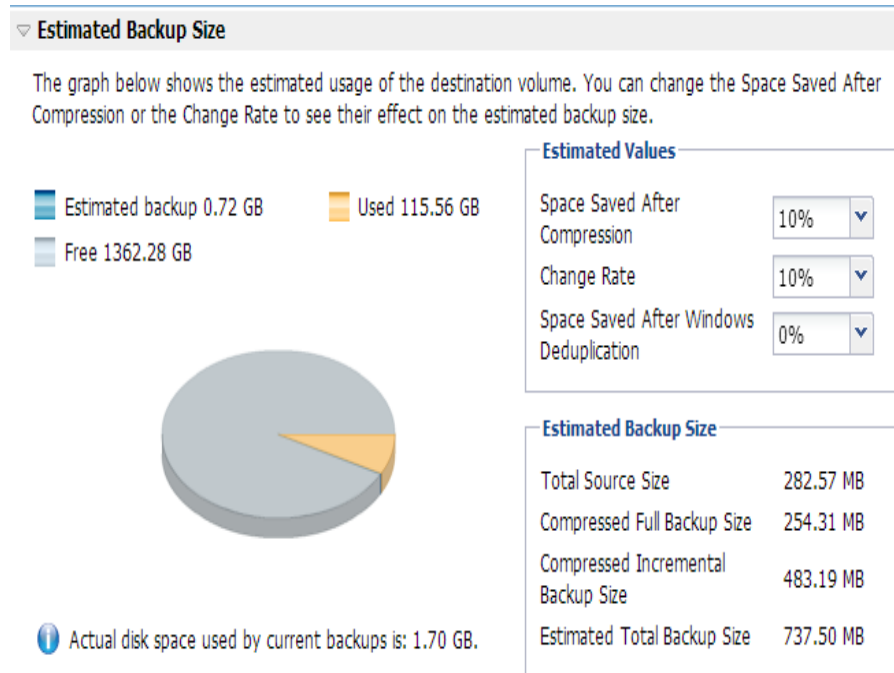 Estimated Backup Size
The graph below shows the estimated usage of the destination volume. You can change the Space Saved After
Compression or the Change Rate to see their effect on the estimated backup size.
Estimated backup 0.72 GB
Used 115.56 GB
Free 1362.28 GB
Actual disk space used by current backups is: 1.70 GB.
Estimated Values
Space Saved After
Compression
10%
Change Rate
10%
Space Saved After Windows
Deduplication
0%
Estimated Backup Size
Total Source Size 282.57 MB
Compressed Full Backup Size 254.31 MB
Compressed Incremental
Backup Size
483.19 MB
Estimated Total Backup Size 737.50 MB